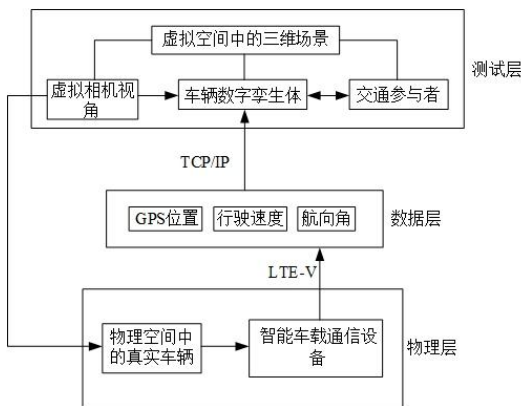 虚拟空间中的三维场景
测试层
虚拟相机视
角
车辆数字孪生体
交通参与者
TCP/IP
GPS位置
行驶速度
航向角
数据层
LTE-V
物理空间中
的真实车辆
智能车载通信设
备
物理层